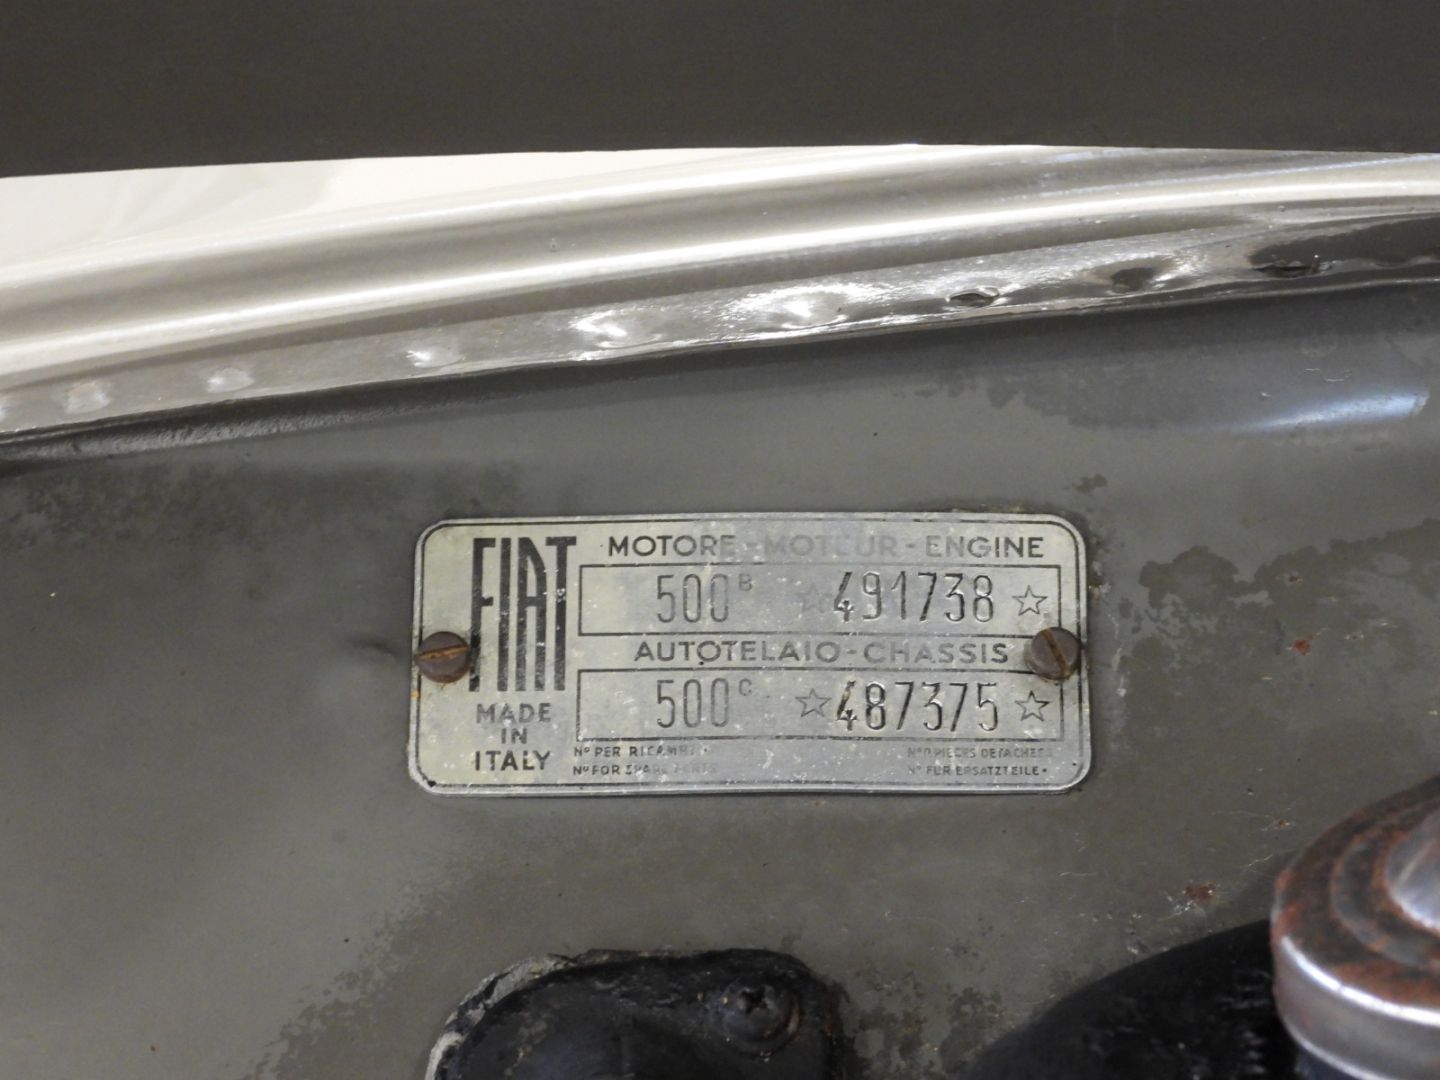 FIAT
MADE
IN
ITALY
MOTORE - MOTEUR - ENGINE
500B ☆ 491738 ☆
AUTOTELAIO - CHASSIS
500C ☆ 487375 ☆
Nº PER RICAMBI
Nº FOR SPARE PARTS
Nº P. PIECES DETACHEES
Nº FÜR ERSATZTEILE